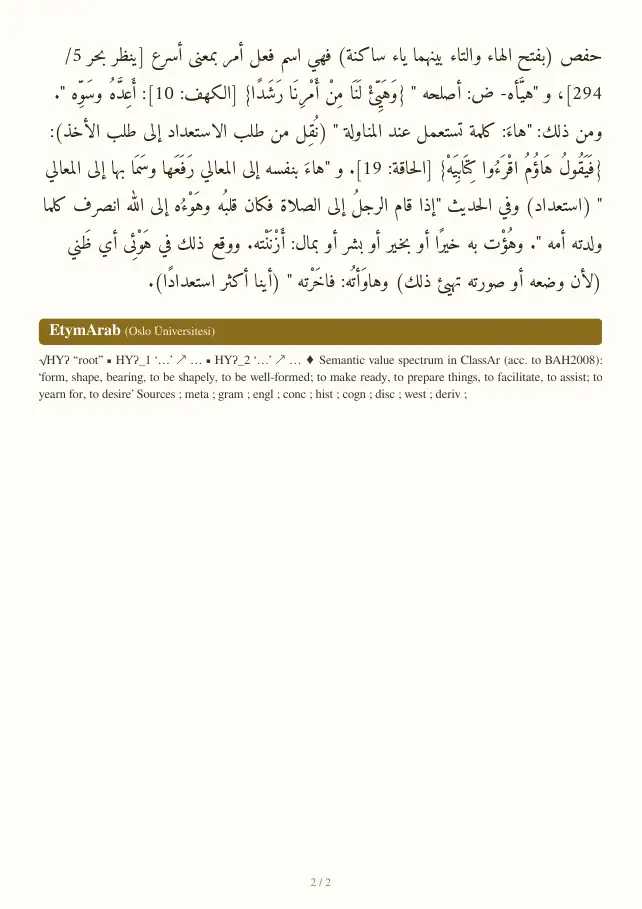 حفص (بفتح الهاء والتاء بينهما ياء ساكنة) فهي اسم فعل أمر بمعنى أسرع [ينظر بحر 5/
294]، و "هيَّأه- ض: أصلحه " {وَهَيِّئْ لَنَا مِنْ أَمْرِنَا رَشَدًا} [الكهف: 10]: أَعِدَّهُ وسَوِّه ".
ومن ذلك: "هاءَ: كلمة تستعمل عند المناولة " (نُقِل من طلب الاستعداد إلى طلب الأخذ):
{فَيَقُولُ هَاؤُمُ اقْرَءُوا كِتَابِيَهْ} [الحاقة: 19]. و "هاءَ بنفسه إلى المعالي رَفَعَها وسَمَا بها إلى المعالي
" (استعداد) وفي الحديث "إذا قام الرجلُ إلى الصلاة فكان قلبُه وهَوْءُه إلى الله انصرف كلما
ولدته أمه ". وهُؤْت به خيرًا أو بخير أو بشر أو بمال: أَزْنَنْته. ووقع ذلك في هَوْئِى أي ظَني
(لأن وضعه أو صورته تهيئ ذلك) وهاوَأتُه: فاخَرْته " (أينا أكثر استعدادًا).
EtymArab (Oslo Üniversitesi)
√HYʔ “root” ▪ HYʔ_1 ‘…’ ↗ … ▪ HYʔ_2 ‘…’ ↗ … ♦ Semantic value spectrum in ClassAr (acc. to BAH2008):
‘form, shape, bearing, to be shapely, to be well-formed; to make ready, to prepare things, to facilitate, to assist; to
yearn for, to desire’ Sources ; meta ; gram ; engl ; conc ; hist ; cogn ; disc ; west ; deriv ;
2 / 2